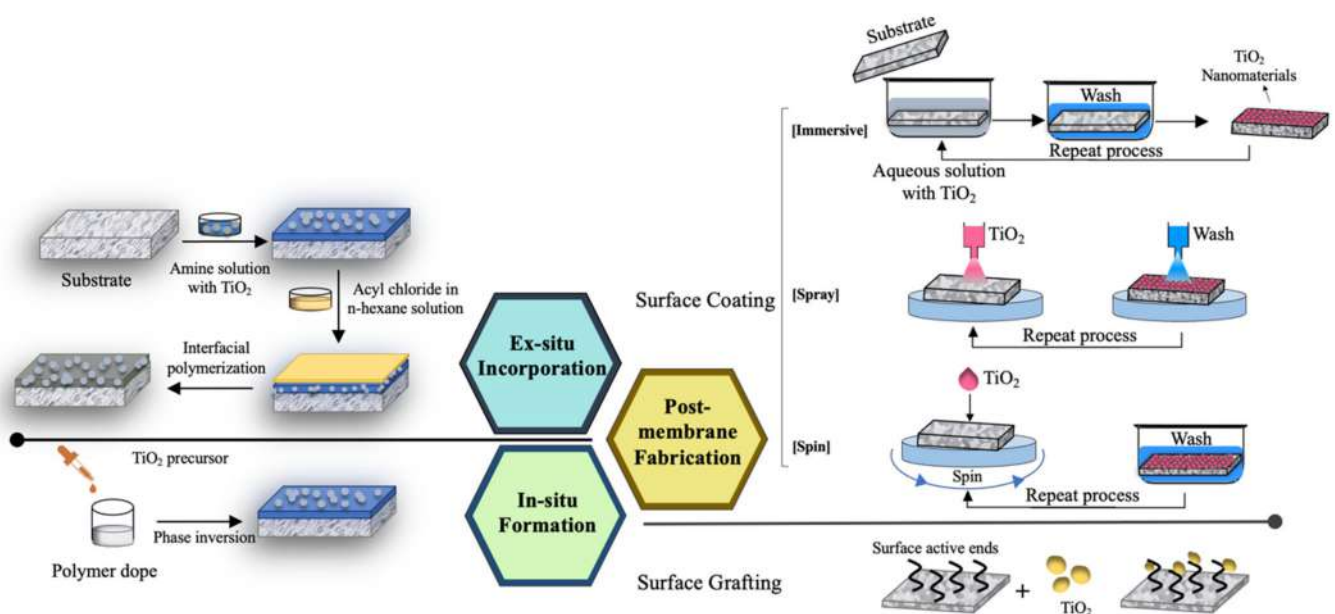 Substrate
Amine solution
with TiO₂
Acyl chloride in
n-hexane solution
Interfacial
polymerization
Substrate
TiO₂
Nanomaterials
Wash
[Immersive]
Repeat process
Aqueous solution
with TiO₂
TiO₂
Wash
Surface Coating
[Spray]
Repeat process
TiO₂
[Spin]
Spin
Wash
Repeat process
Ex-situ
Incorporation
Post-
membrane
Fabrication
In-situ
Formation
TiO₂ precursor
Phase inversion
Polymer dope
Surface Grafting
Surface active ends
+
TiO₂